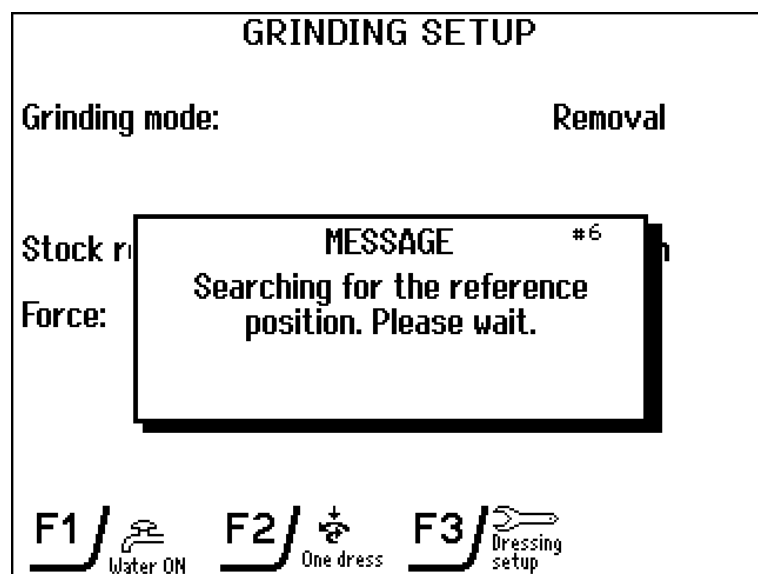 GRINDING SETUP
Grinding mode: Removal
Stock
MESSAGE #6
Searching for the reference
position. Please wait.
Force:
F1 Water ON
F2 One dress
F3 Dressing
setup